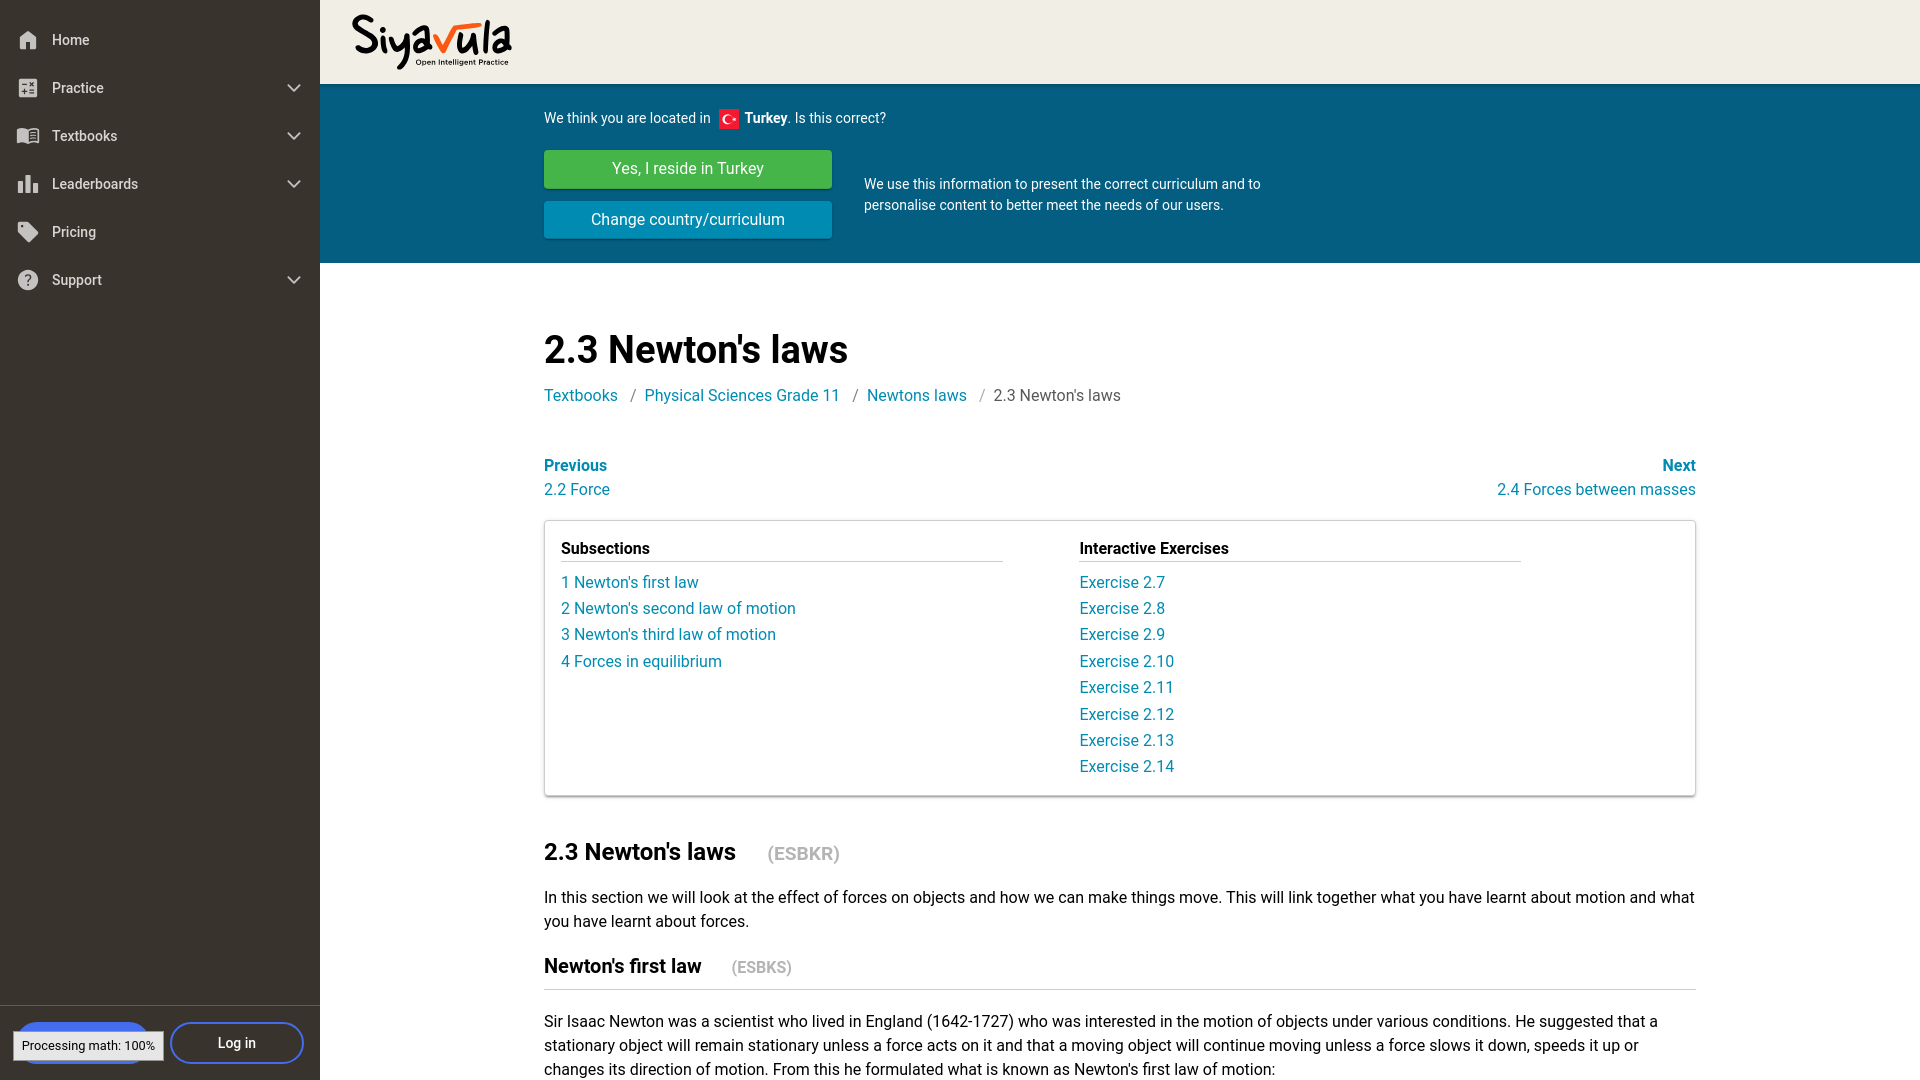 Home
Practice
Textbooks
Leaderboards
Pricing
Support
Processing math: 100%
Log in
Siyavula
Open Intelligent Practice
We think you are located in Turkey. Is this correct?
Yes, I reside in Turkey
Change country/curriculum
We use this information to present the correct curriculum and to
personalise content to better meet the needs of our users.
2.3 Newton's laws
Textbooks / Physical Sciences Grade 11 / Newtons laws / 2.3 Newton's laws
Previous
2.2 Force
Next
2.4 Forces between masses
Subsections
1 Newton's first law
2 Newton's second law of motion
3 Newton's third law of motion
4 Forces in equilibrium
Interactive Exercises
Exercise 2.7
Exercise 2.8
Exercise 2.9
Exercise 2.10
Exercise 2.11
Exercise 2.12
Exercise 2.13
Exercise 2.14
2.3 Newton's laws (ESBKR)
In this section we will look at the effect of forces on objects and how we can make things move. This will link together what you have learnt about motion and what
you have learnt about forces.
Newton's first law (ESBKS)
Sir Isaac Newton was a scientist who lived in England (1642-1727) who was interested in the motion of objects under various conditions. He suggested that a
stationary object will remain stationary unless a force acts on it and that a moving object will continue moving unless a force slows it down, speeds it up or
changes its direction of motion. From this he formulated what is known as Newton's first law of motion: